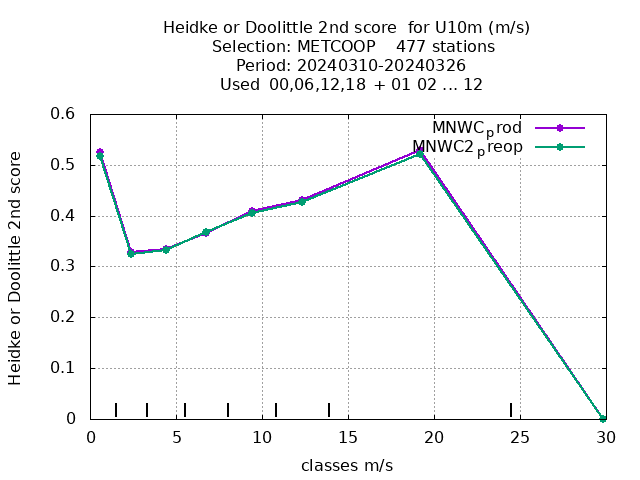 Heidke or Doolittle 2nd score  for U10m (m/s)
Selection: METCOOP    477 stations
Period: 20240310-20240326
Used  00,06,12,18  + 01 02 ... 12
MNWC_prod
MNWC2_preop
Heidke or Doolittle 2nd score
0.6
0.5
0.4
0.3
0.2
0.1
0
0 5 10 15 20 25 30
classes m/s